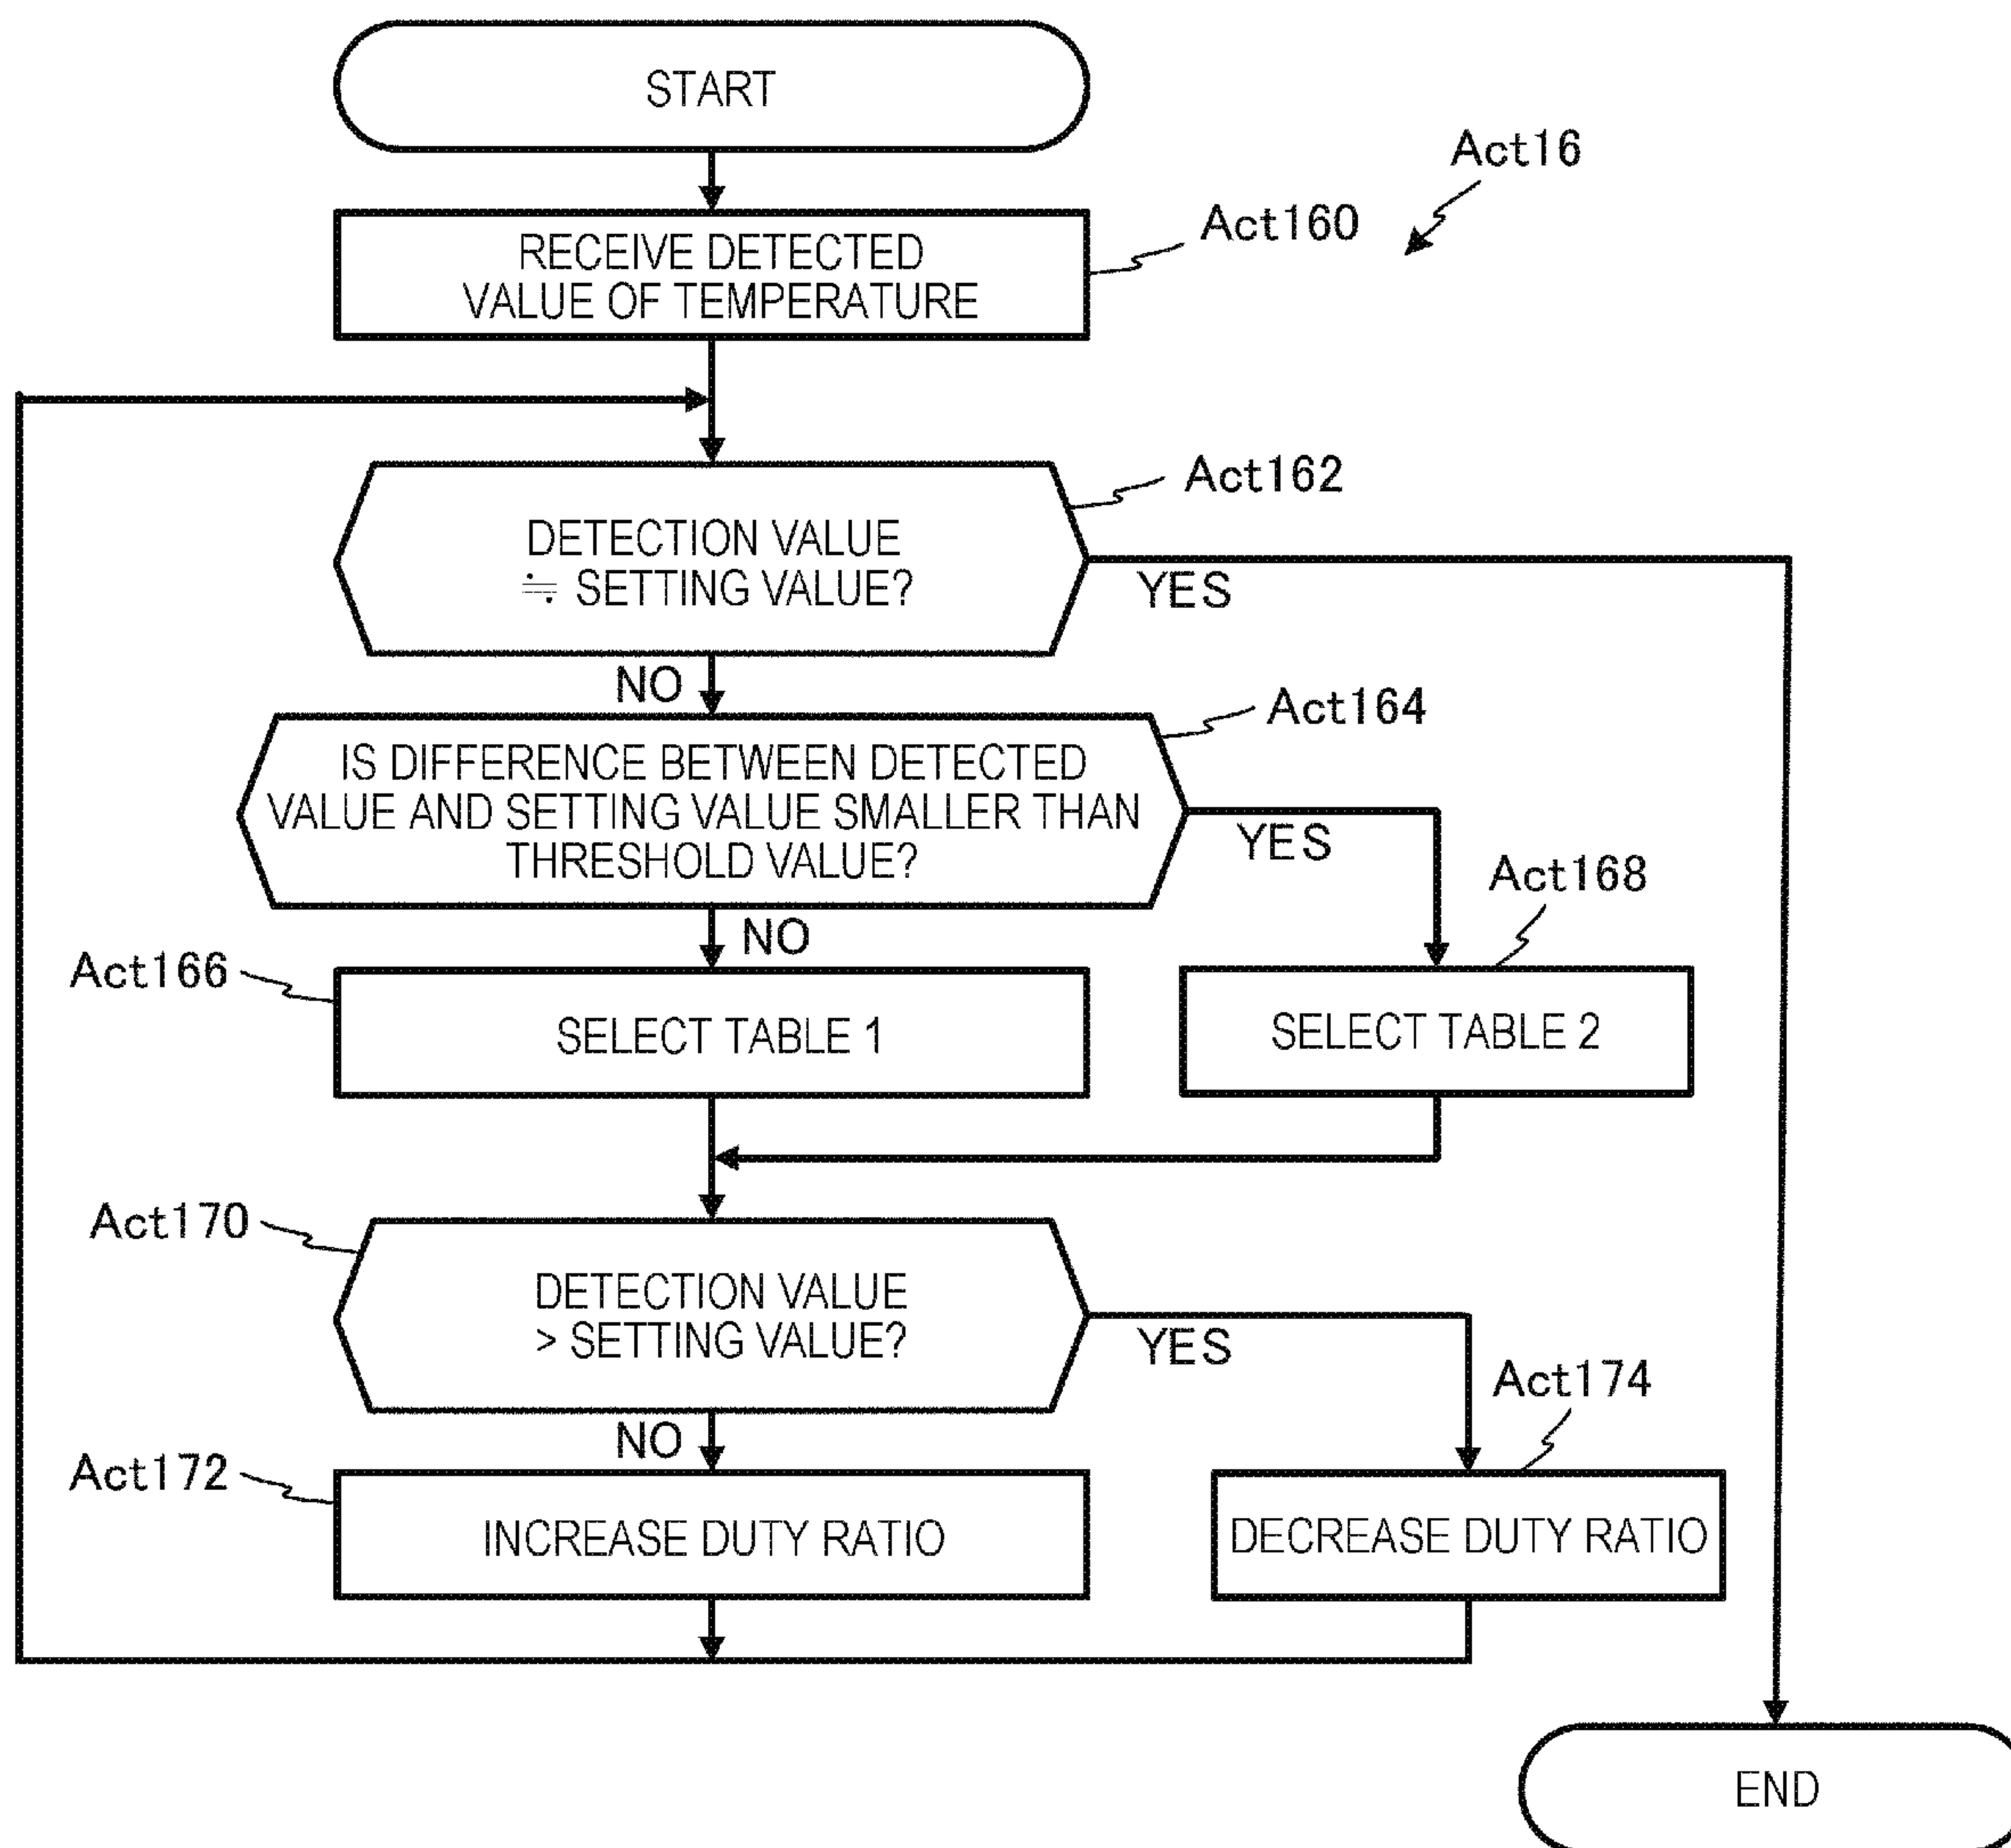 START
Act16
Act160
RECEIVE DETECTED
VALUE OF TEMPERATURE
Act162
DETECTION VALUE
≒ SETTING VALUE?
YES
NO
Act164
IS DIFFERENCE BETWEEN DETECTED
VALUE AND SETTING VALUE SMALLER THAN
THRESHOLD VALUE?
YES
NO
Act168
Act166
SELECT TABLE 1
SELECT TABLE 2
Act170
DETECTION VALUE
> SETTING VALUE?
YES
NO
Act174
Act172
INCREASE DUTY RATIO
DECREASE DUTY RATIO
END